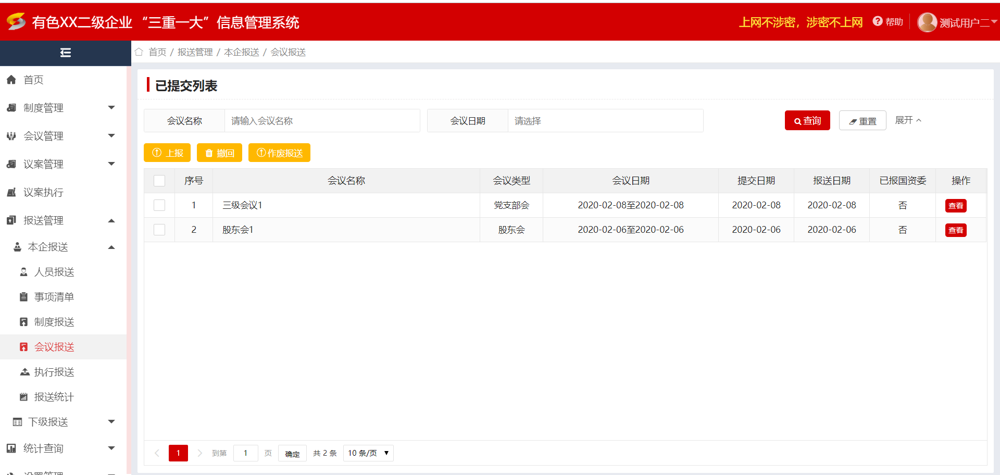 有色XX二级企业 “三重一大” 信息管理系统
上网不涉密，涉密不上网
帮助
测试用户二
首页 / 报送管理 / 本企报送 / 会议报送
首页
制度管理
会议管理
议案管理
议案执行
报送管理
本企报送
人员报送
事项清单
制度报送
会议报送
执行报送
报送统计
下级报送
统计查询
设置管理
已提交列表
会议名称 请输入会议名称 会议日期 请选择 查询 重置 展开
上报 撤回 作废报送
序号 会议名称 会议类型 会议日期 提交日期 报送日期 已报国资委 操作
1 三级会议1 党支部会 2020-02-08至2020-02-08 2020-02-08 2020-02-08 否 查看
2 股东会1 股东会 2020-02-06至2020-02-06 2020-02-06 2020-02-06 否 查看
1 到第 1 页 确定 共 2 条 10 条/页